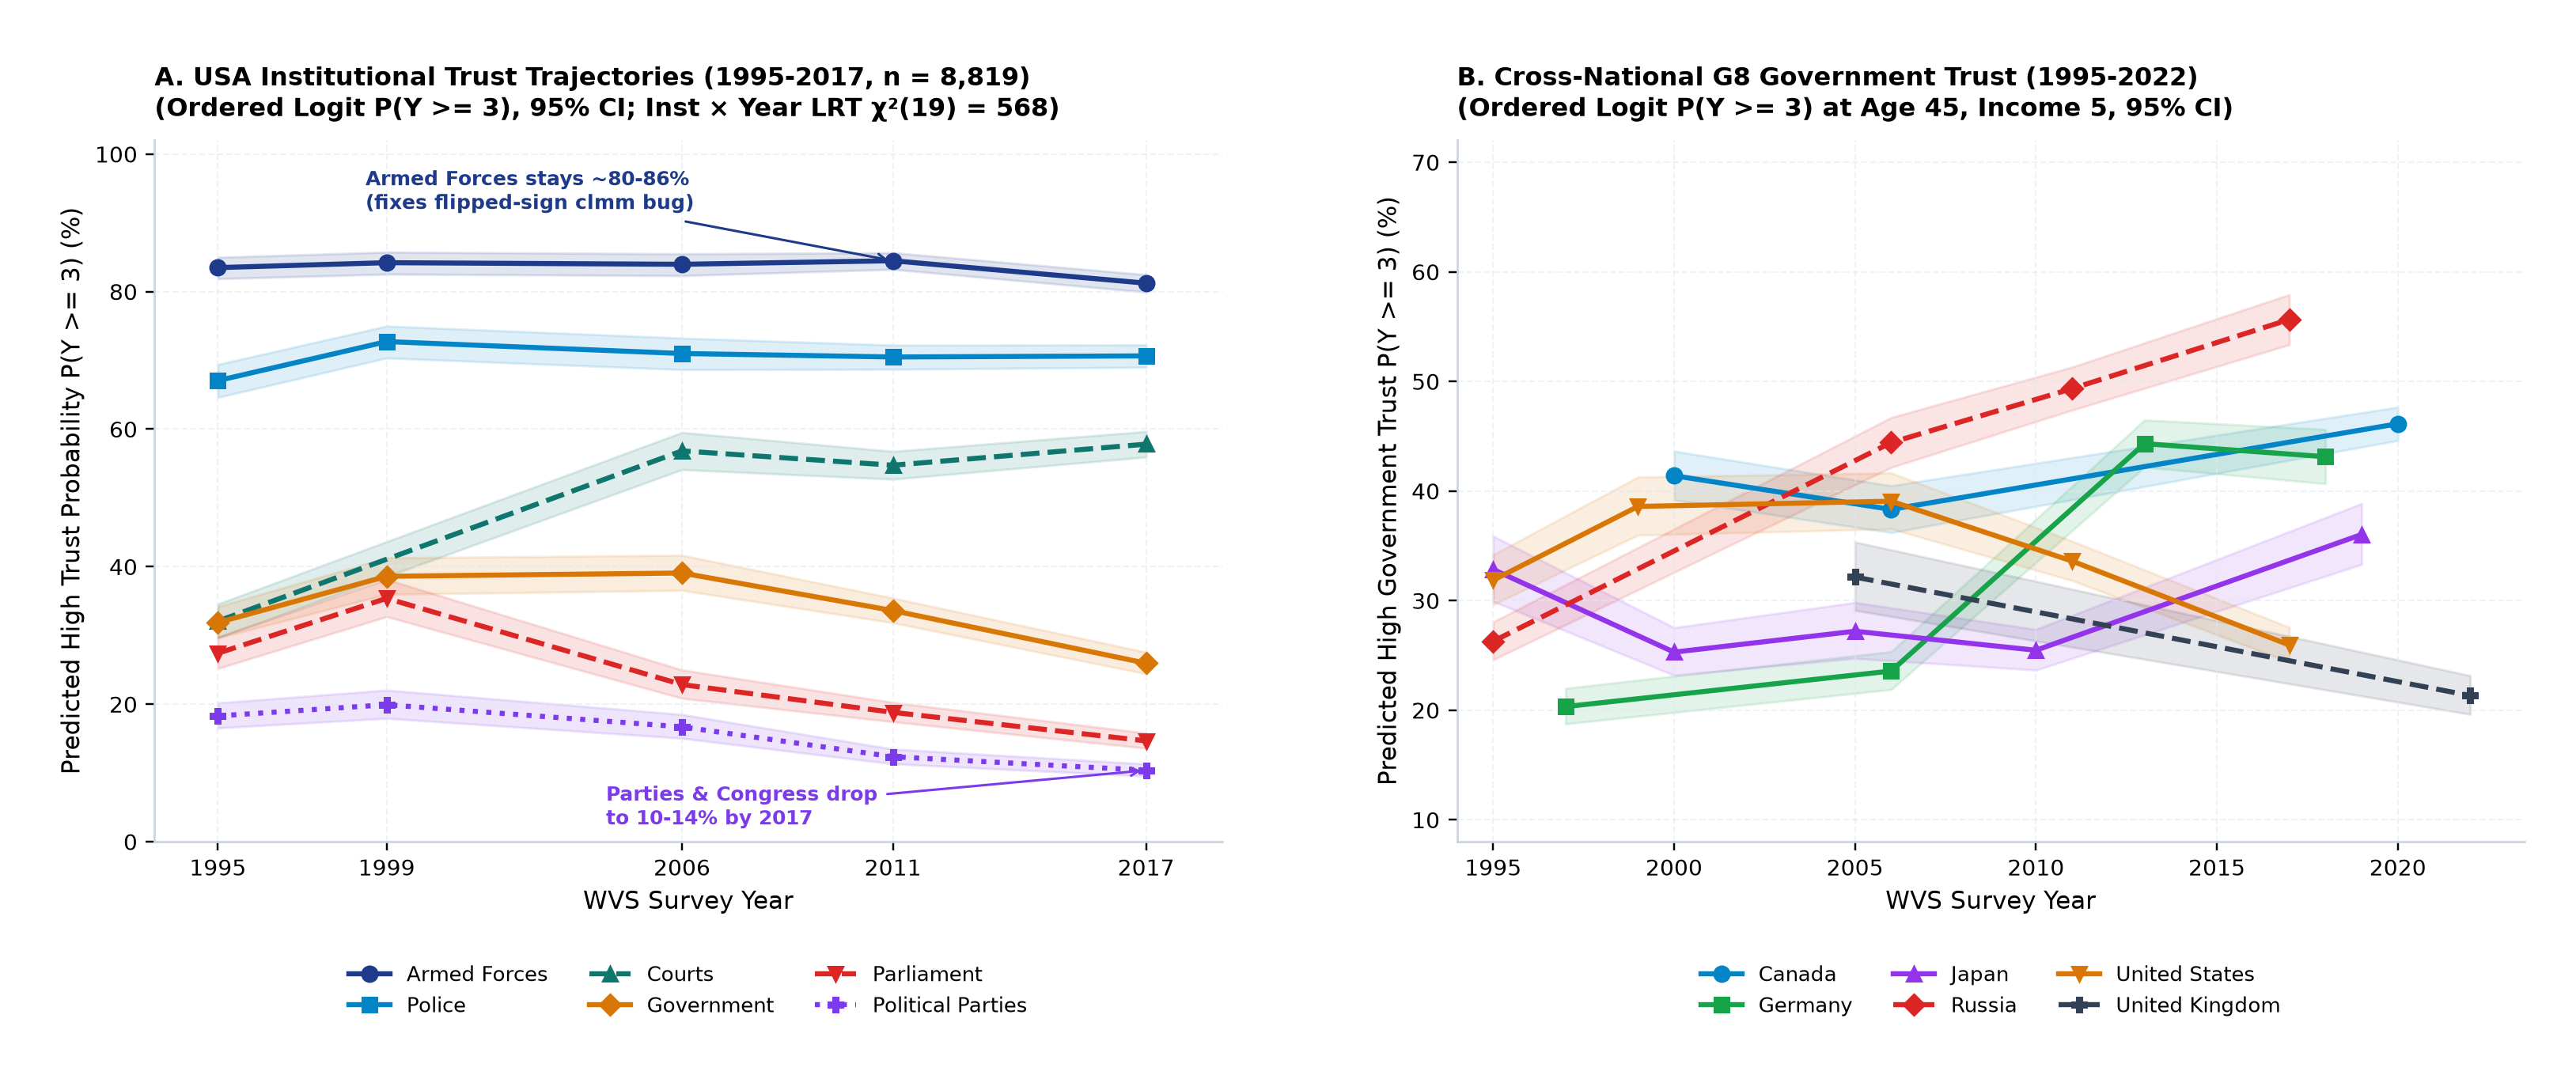 A. USA Institutional Trust Trajectories (1995-2017, n = 8,819)
(Ordered Logit P(Y >= 3), 95% CI; Inst × Year LRT χ²(19) = 568)
Predicted High Trust Probability P(Y >= 3) (%)
100
80
60
40
20
0
Armed Forces stays ~80-86%
(fixes flipped-sign clmm bug)
Parties & Congress drop
to 10-14% by 2017
1995
1999
2006
2011
2017
WVS Survey Year
Armed Forces
Police
Courts
Government
Parliament
Political Parties
B. Cross-National G8 Government Trust (1995-2022)
(Ordered Logit P(Y >= 3) at Age 45, Income 5, 95% CI)
Predicted High Government Trust P(Y >= 3) (%)
70
60
50
40
30
20
10
1995
2000
2005
2010
2015
2020
WVS Survey Year
Canada
Germany
Japan
Russia
United States
United Kingdom